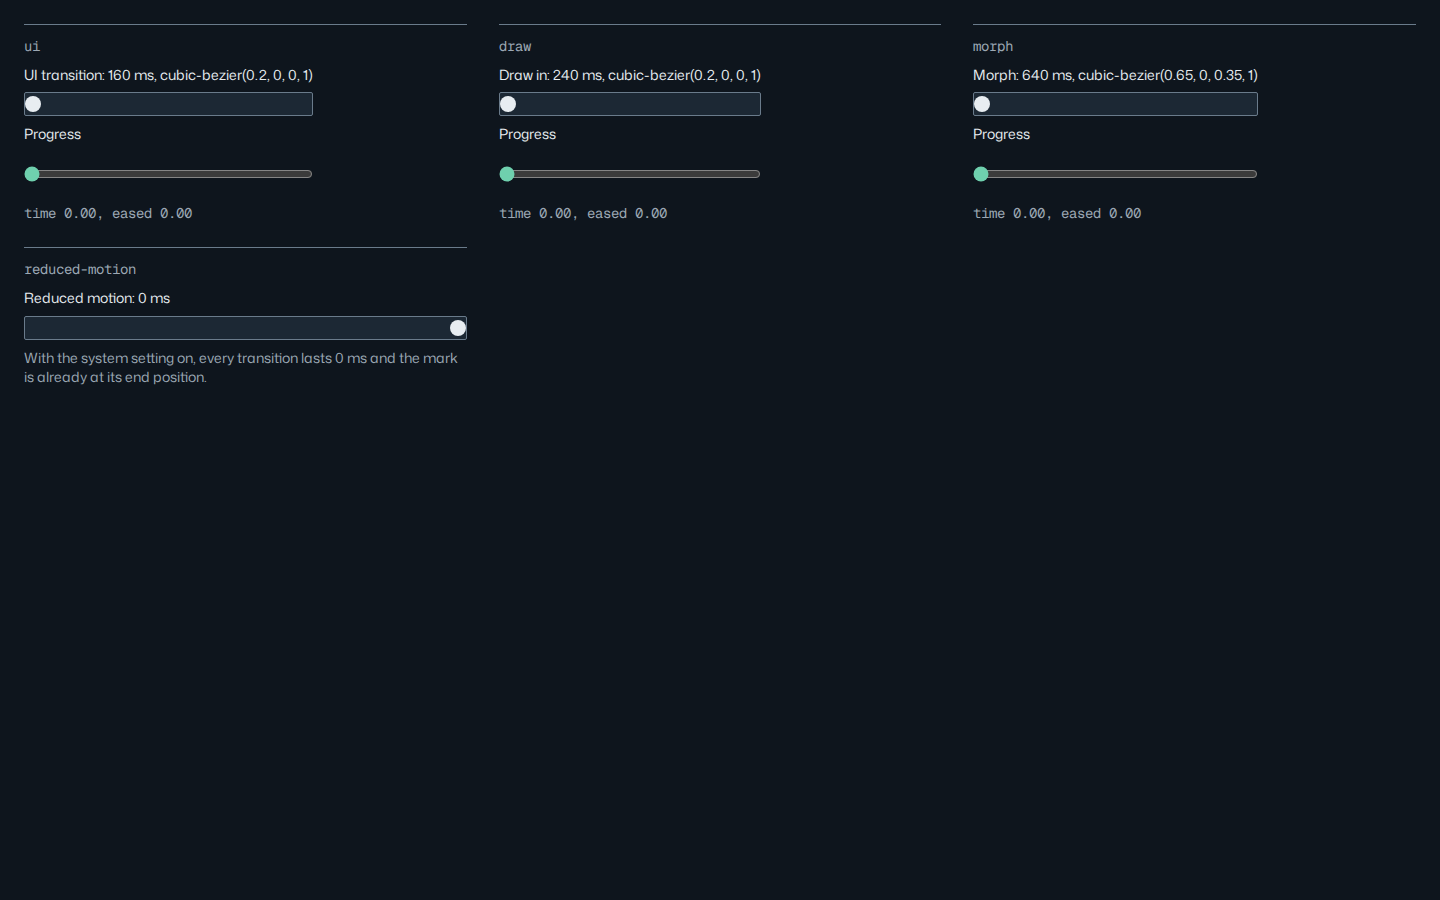 ui
UI transition: 160 ms, cubic-bezier(0.2, 0, 0, 1)
Progress
time 0.00, eased 0.00
draw
Draw in: 240 ms, cubic-bezier(0.2, 0, 0, 1)
Progress
time 0.00, eased 0.00
morph
Morph: 640 ms, cubic-bezier(0.65, 0, 0.35, 1)
Progress
time 0.00, eased 0.00
reduced-motion
Reduced motion: 0 ms
With the system setting on, every transition lasts 0 ms and the mark
is already at its end position.